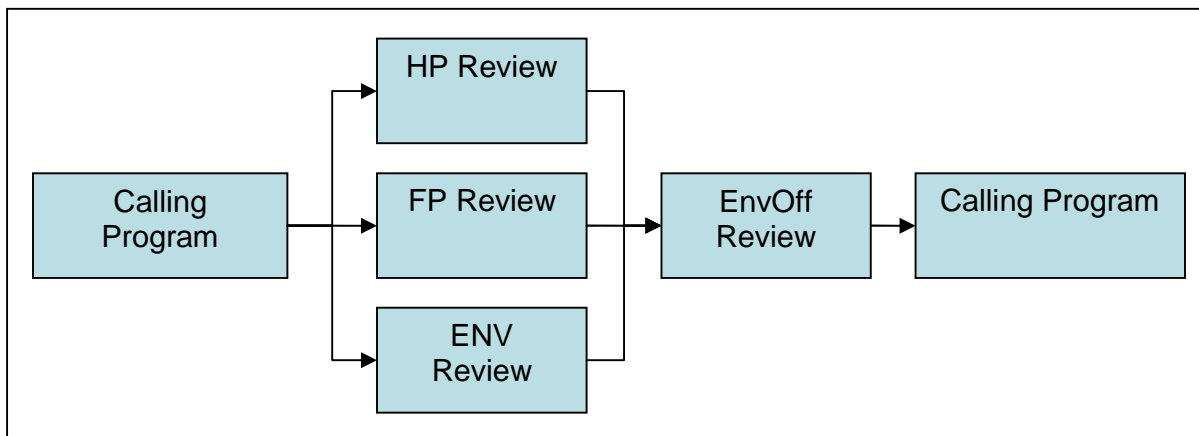 Calling
Program
HP Review
FP Review
ENV
Review
EnvOff
Review
Calling Program